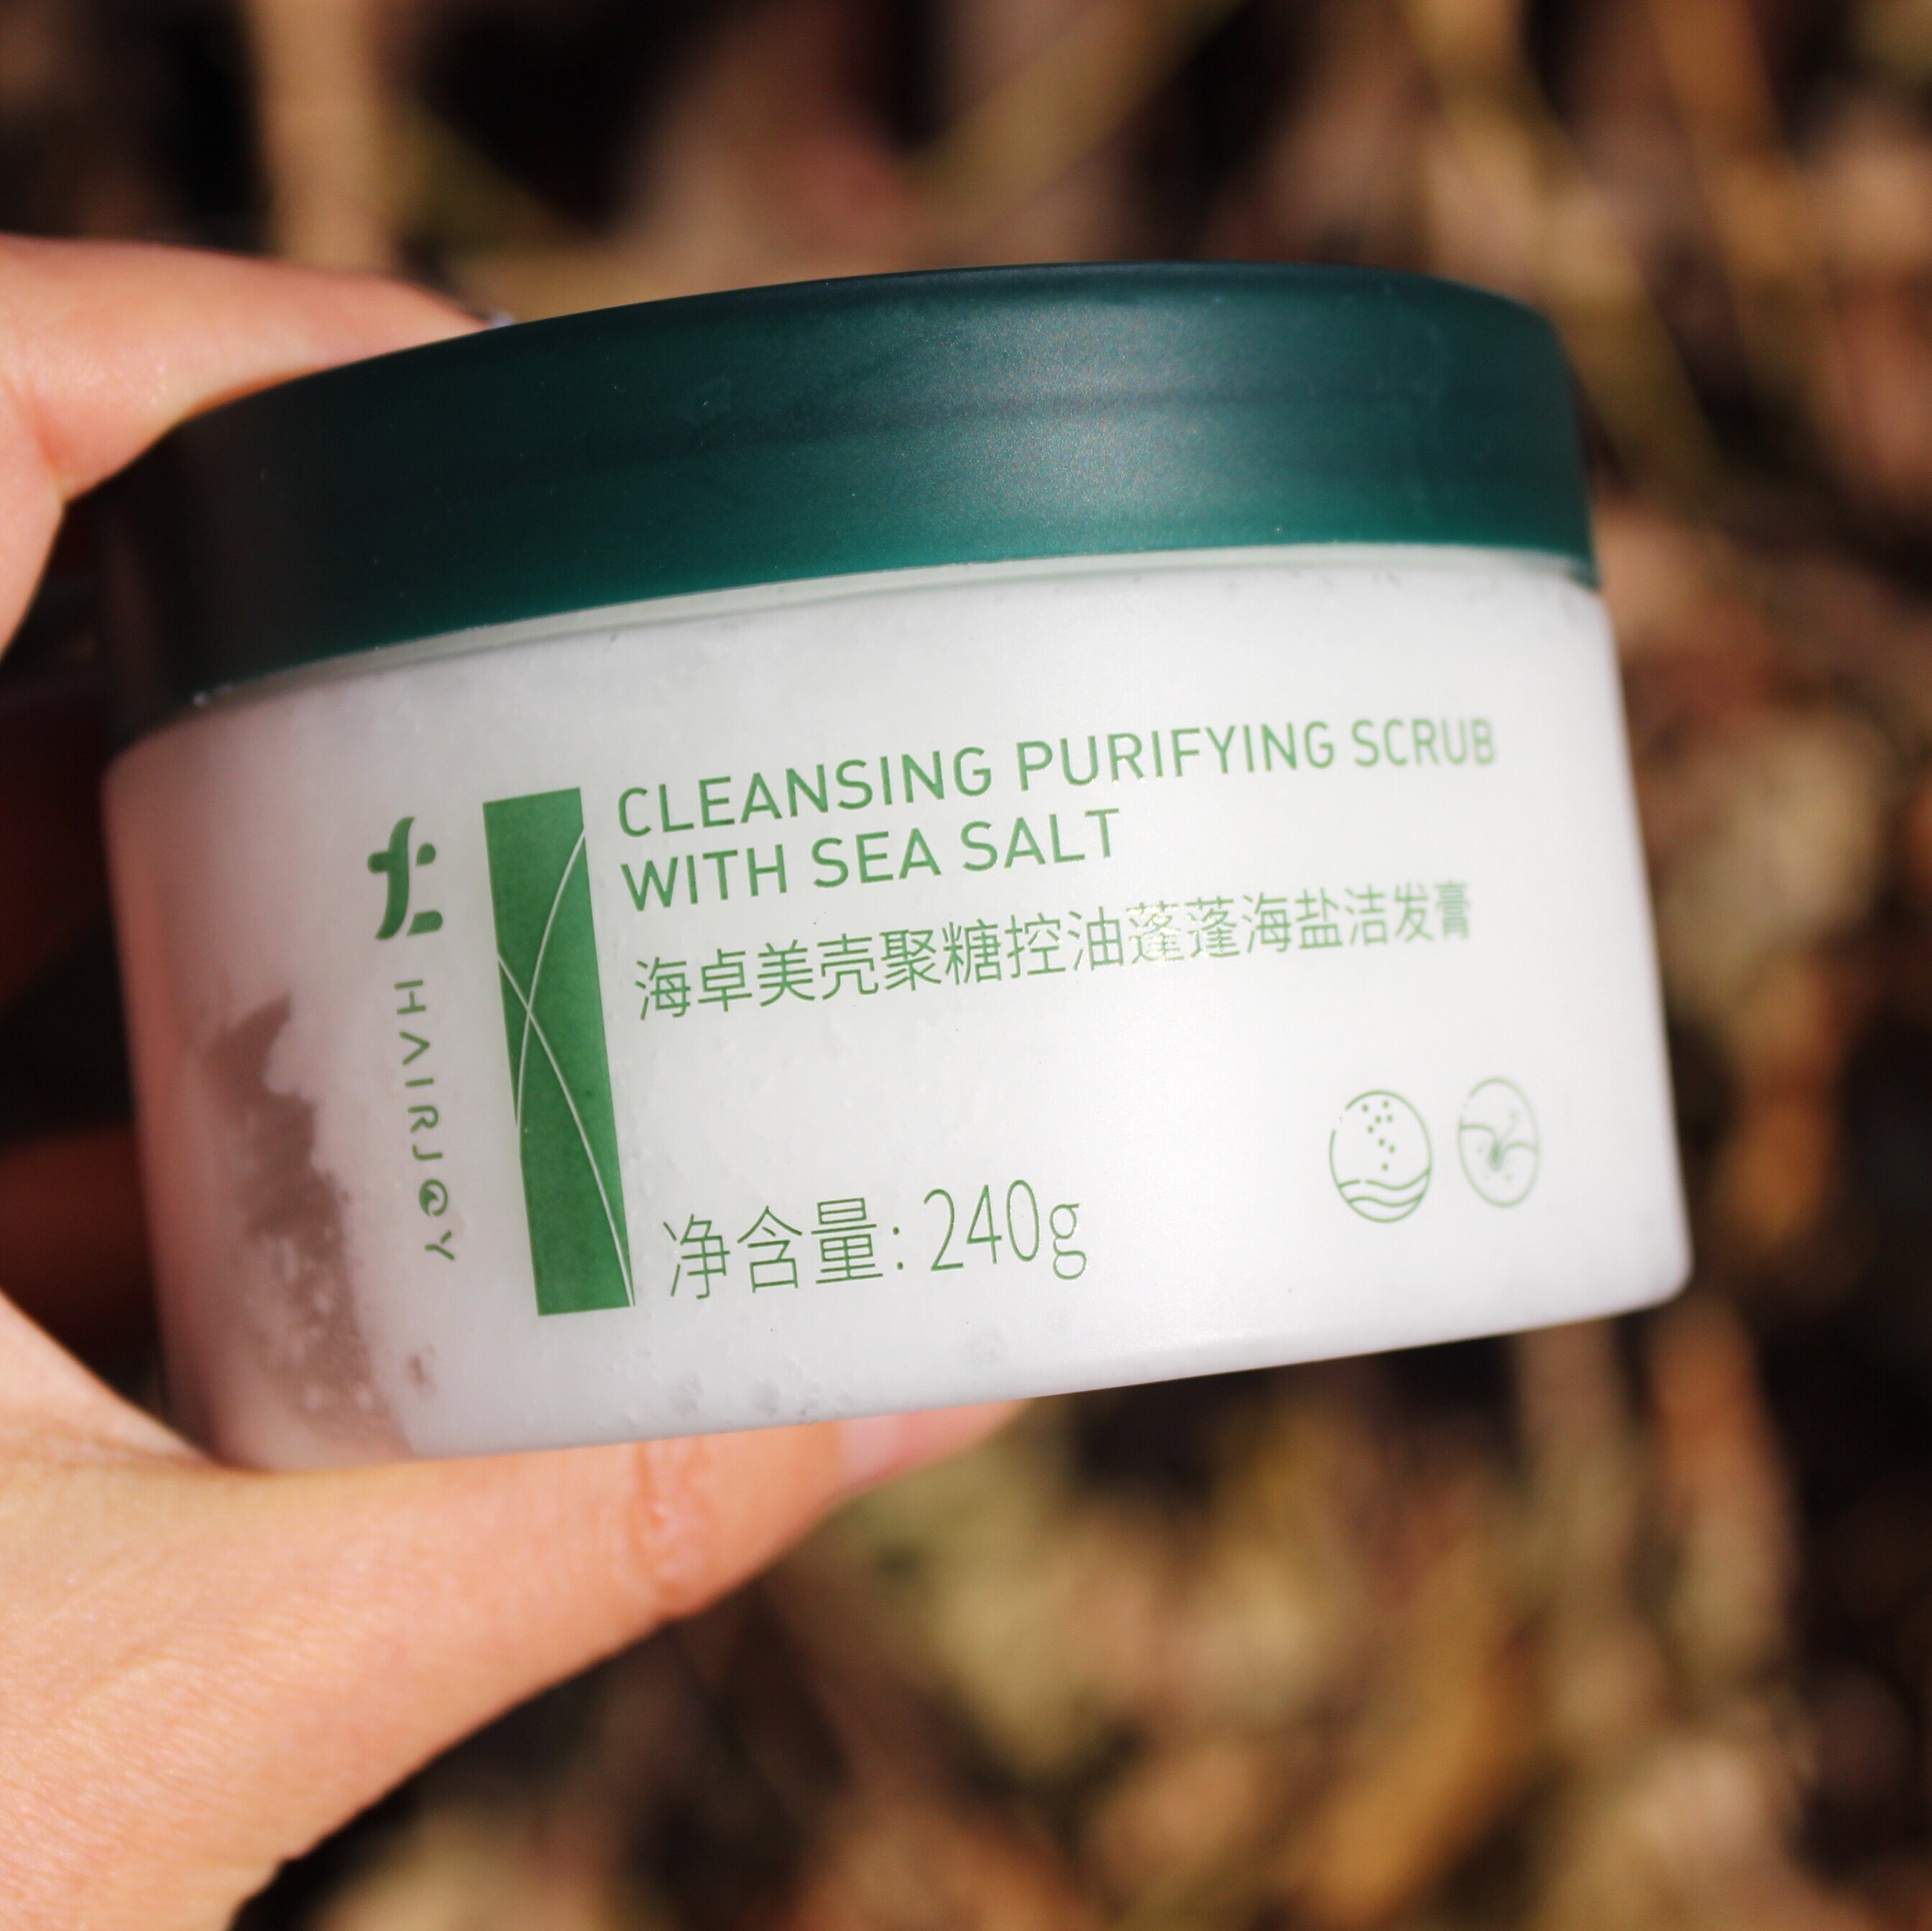 HAIRJOY
CLEANSING PURIFYING SCRUB
WITH SEA SALT
海卓美壳聚糖控油蓬蓬海盐洁发膏
净含量: 240g